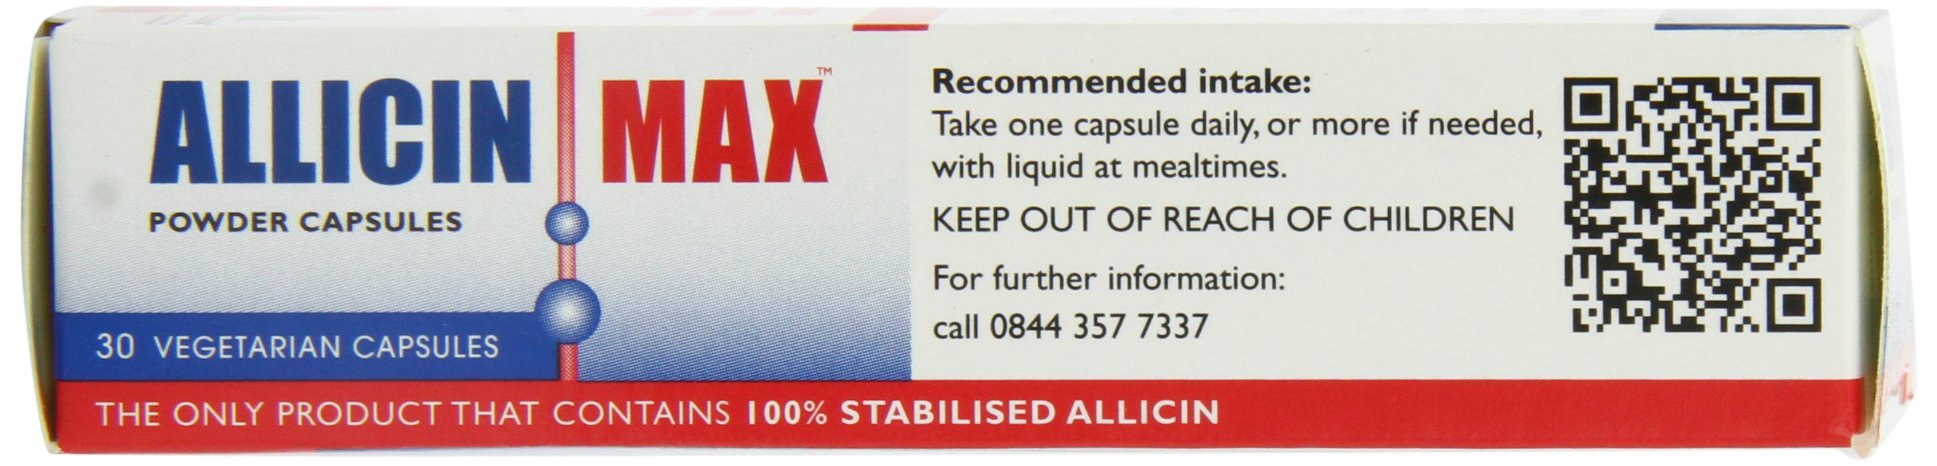 ALLICIN MAX™
POWDER CAPSULES
30 VEGETARIAN CAPSULES
Recommended intake:
Take one capsule daily, or more if needed,
with liquid at mealtimes.
KEEP OUT OF REACH OF CHILDREN
For further information:
call 0844 357 7337
THE ONLY PRODUCT THAT CONTAINS 100% STABILISED ALLICIN